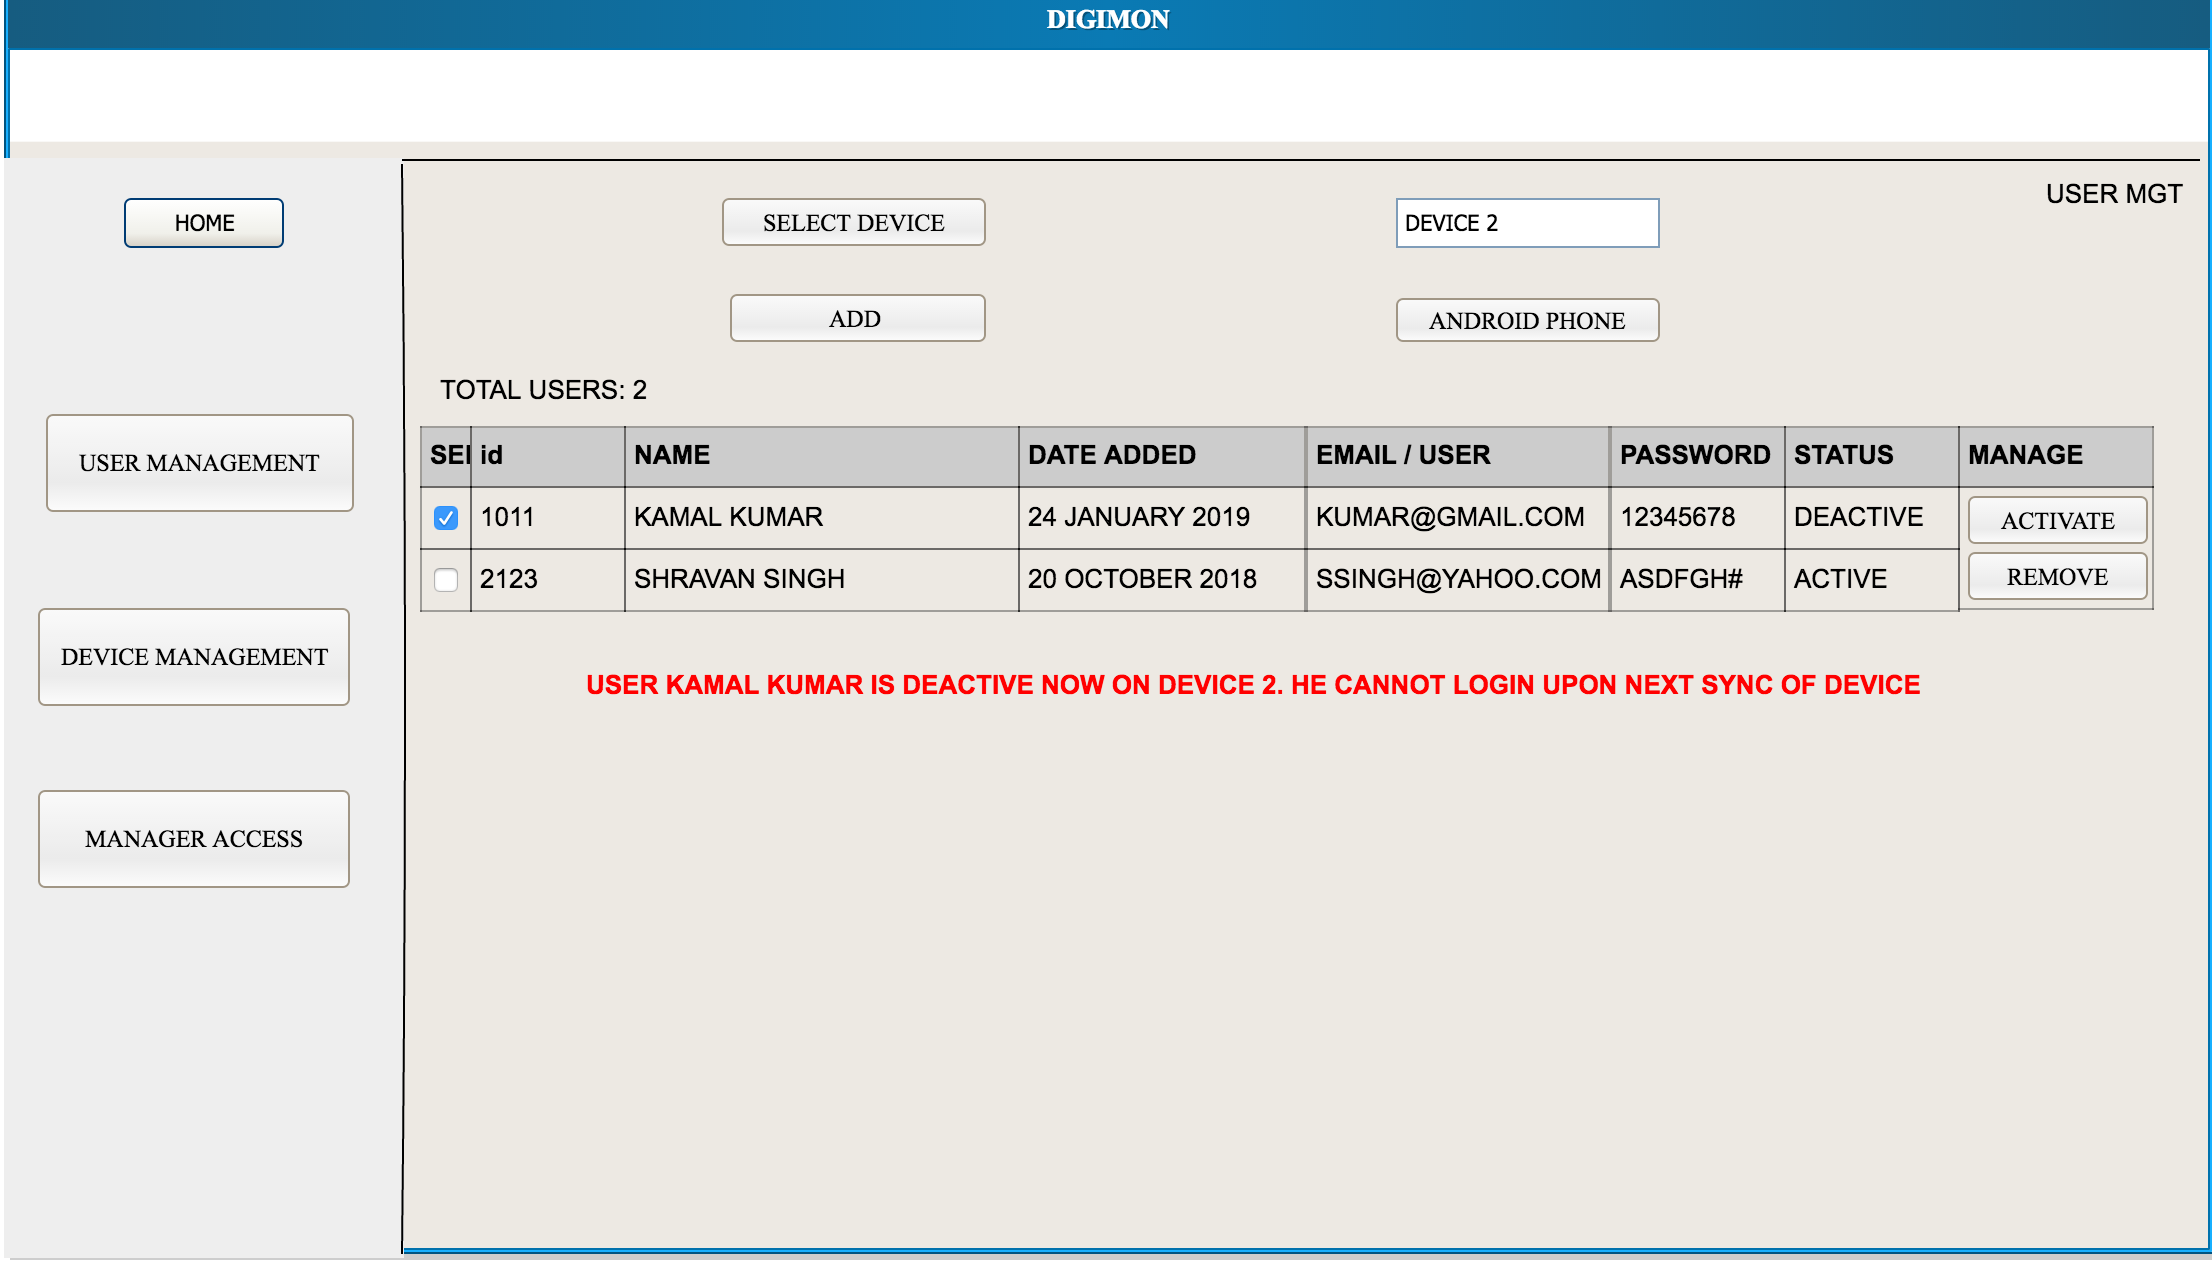 DIGIMON
USER MGT
HOME
SELECT DEVICE
DEVICE 2
ADD
ANDROID PHONE
TOTAL USERS: 2
USER MANAGEMENT
DEVICE MANAGEMENT
MANAGER ACCESS
SEL id NAME DATE ADDED EMAIL / USER PASSWORD STATUS MANAGE
1011 KAMAL KUMAR 24 JANUARY 2019 KUMAR@GMAIL.COM 12345678 DEACTIVE ACTIVATE
2123 SHRAVAN SINGH 20 OCTOBER 2018 SSINGH@YAHOO.COM ASDFGH# ACTIVE REMOVE
USER KAMAL KUMAR IS DEACTIVE NOW ON DEVICE 2. HE CANNOT LOGIN UPON NEXT SYNC OF DEVICE